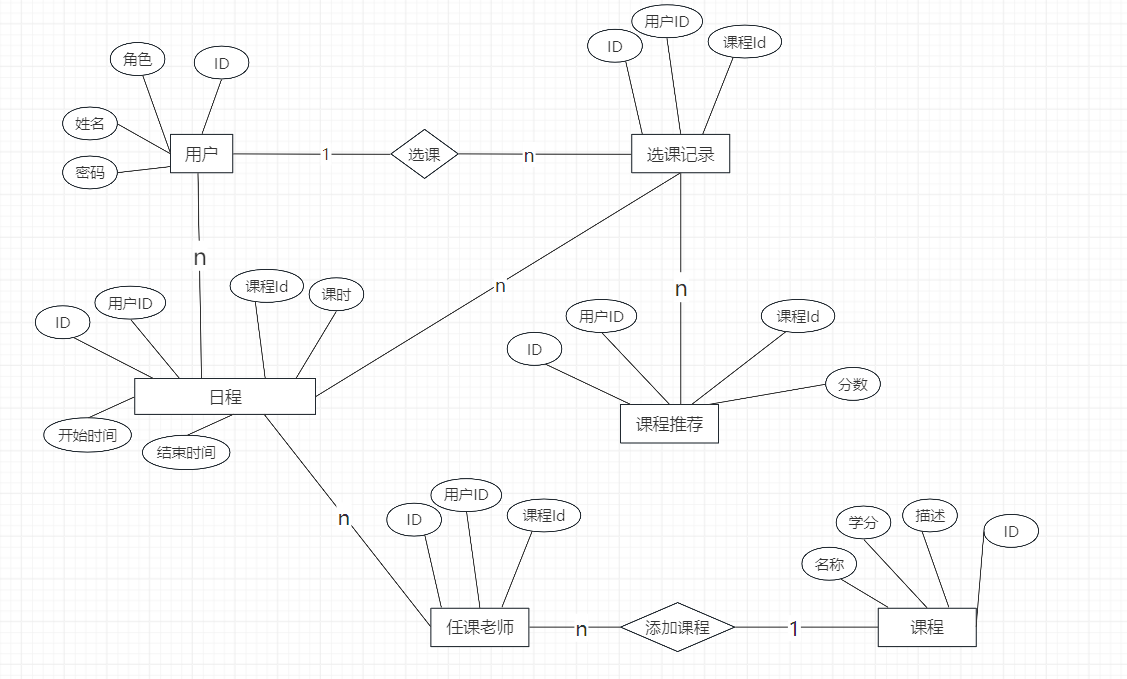 用户ID
课程Id
ID
角色
ID
姓名
用户
1
选课
n
选课记录
密码
n
课程Id
n
n
课时
用户ID
ID
用户ID
课程Id
ID
分数
日程
课程推荐
开始时间
结束时间
用户ID
课程Id
描述
n
ID
学分
ID
名称
任课老师
n
添加课程
1
课程